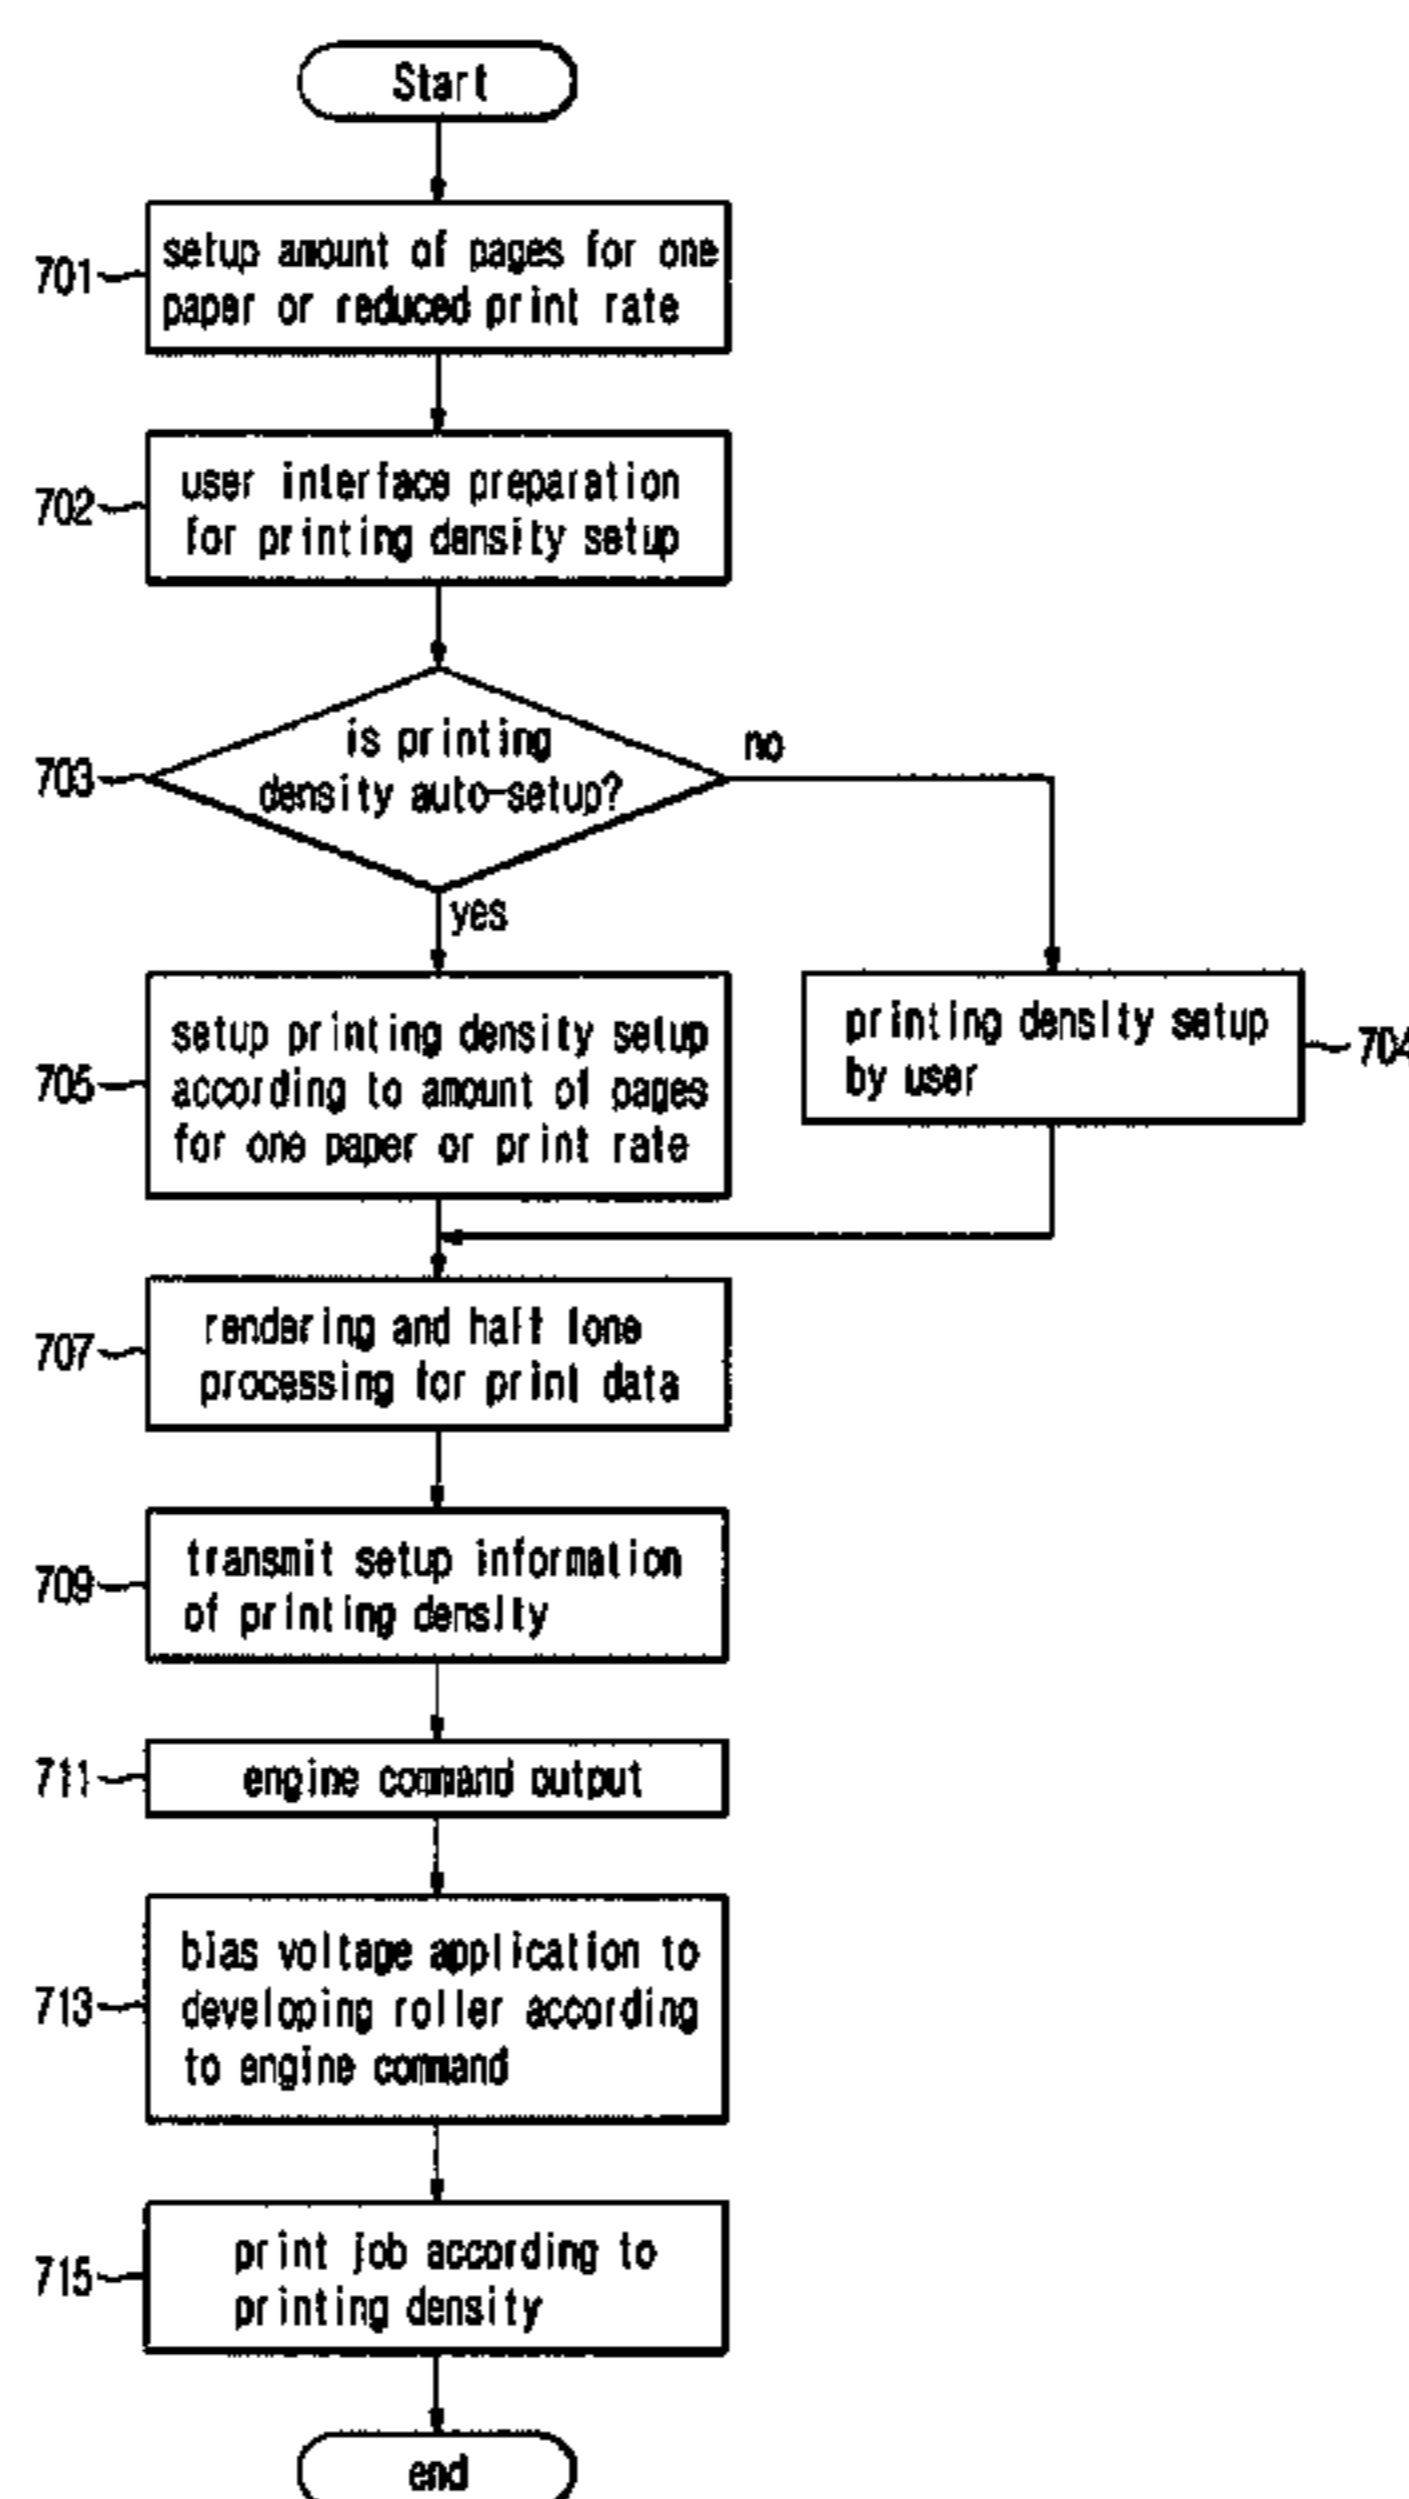 Start
701
setup amount of pages for one
paper or reduced print rate
702
user interface preparation
for printing density setup
703
is printing
density auto-setup?
no
yes
705
setup printing density setup
according to amount of pages
for one paper or print rate
printing density setup
by user
704
707
rendering and half tone
processing for print data
709
transmit setup information
of printing density
711
engine command output
713
bias voltage application to
developing roller according
to engine command
715
print job according to
printing density
end